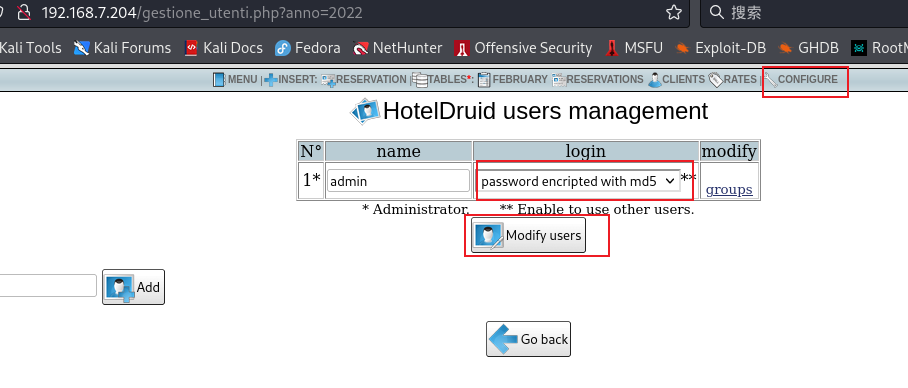 192.168.7.204/gestione_utenti.php?anno=2022
搜索
Kali Tools Kali Forums Kali Docs Fedora NetHunter Offensive Security MSFU Exploit-DB GHDB
MENU | INSERT: RESERVATION | TABLES*: FEBRUARY RESERVATIONS CLIENTS RATES | CONFIGURE
HotelDruid users management
N° name login modify
1* admin password encripted with md5 ** groups
* Administrator. ** Enable to use other users.
Modify users
Add
Go back